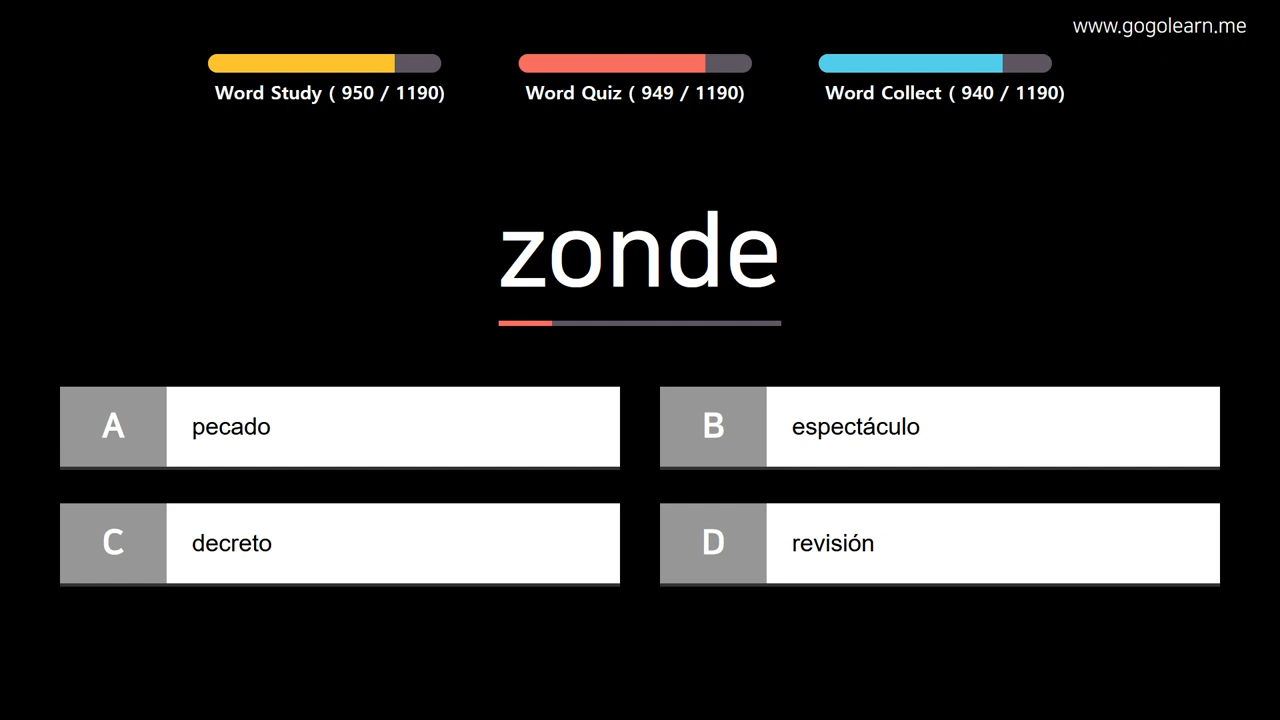 www.gogolearn.me
Word Study ( 950 / 1190)
Word Quiz ( 949 / 1190)
Word Collect ( 940 / 1190)
zonde
A pecado
B espectáculo
C decreto
D revisión